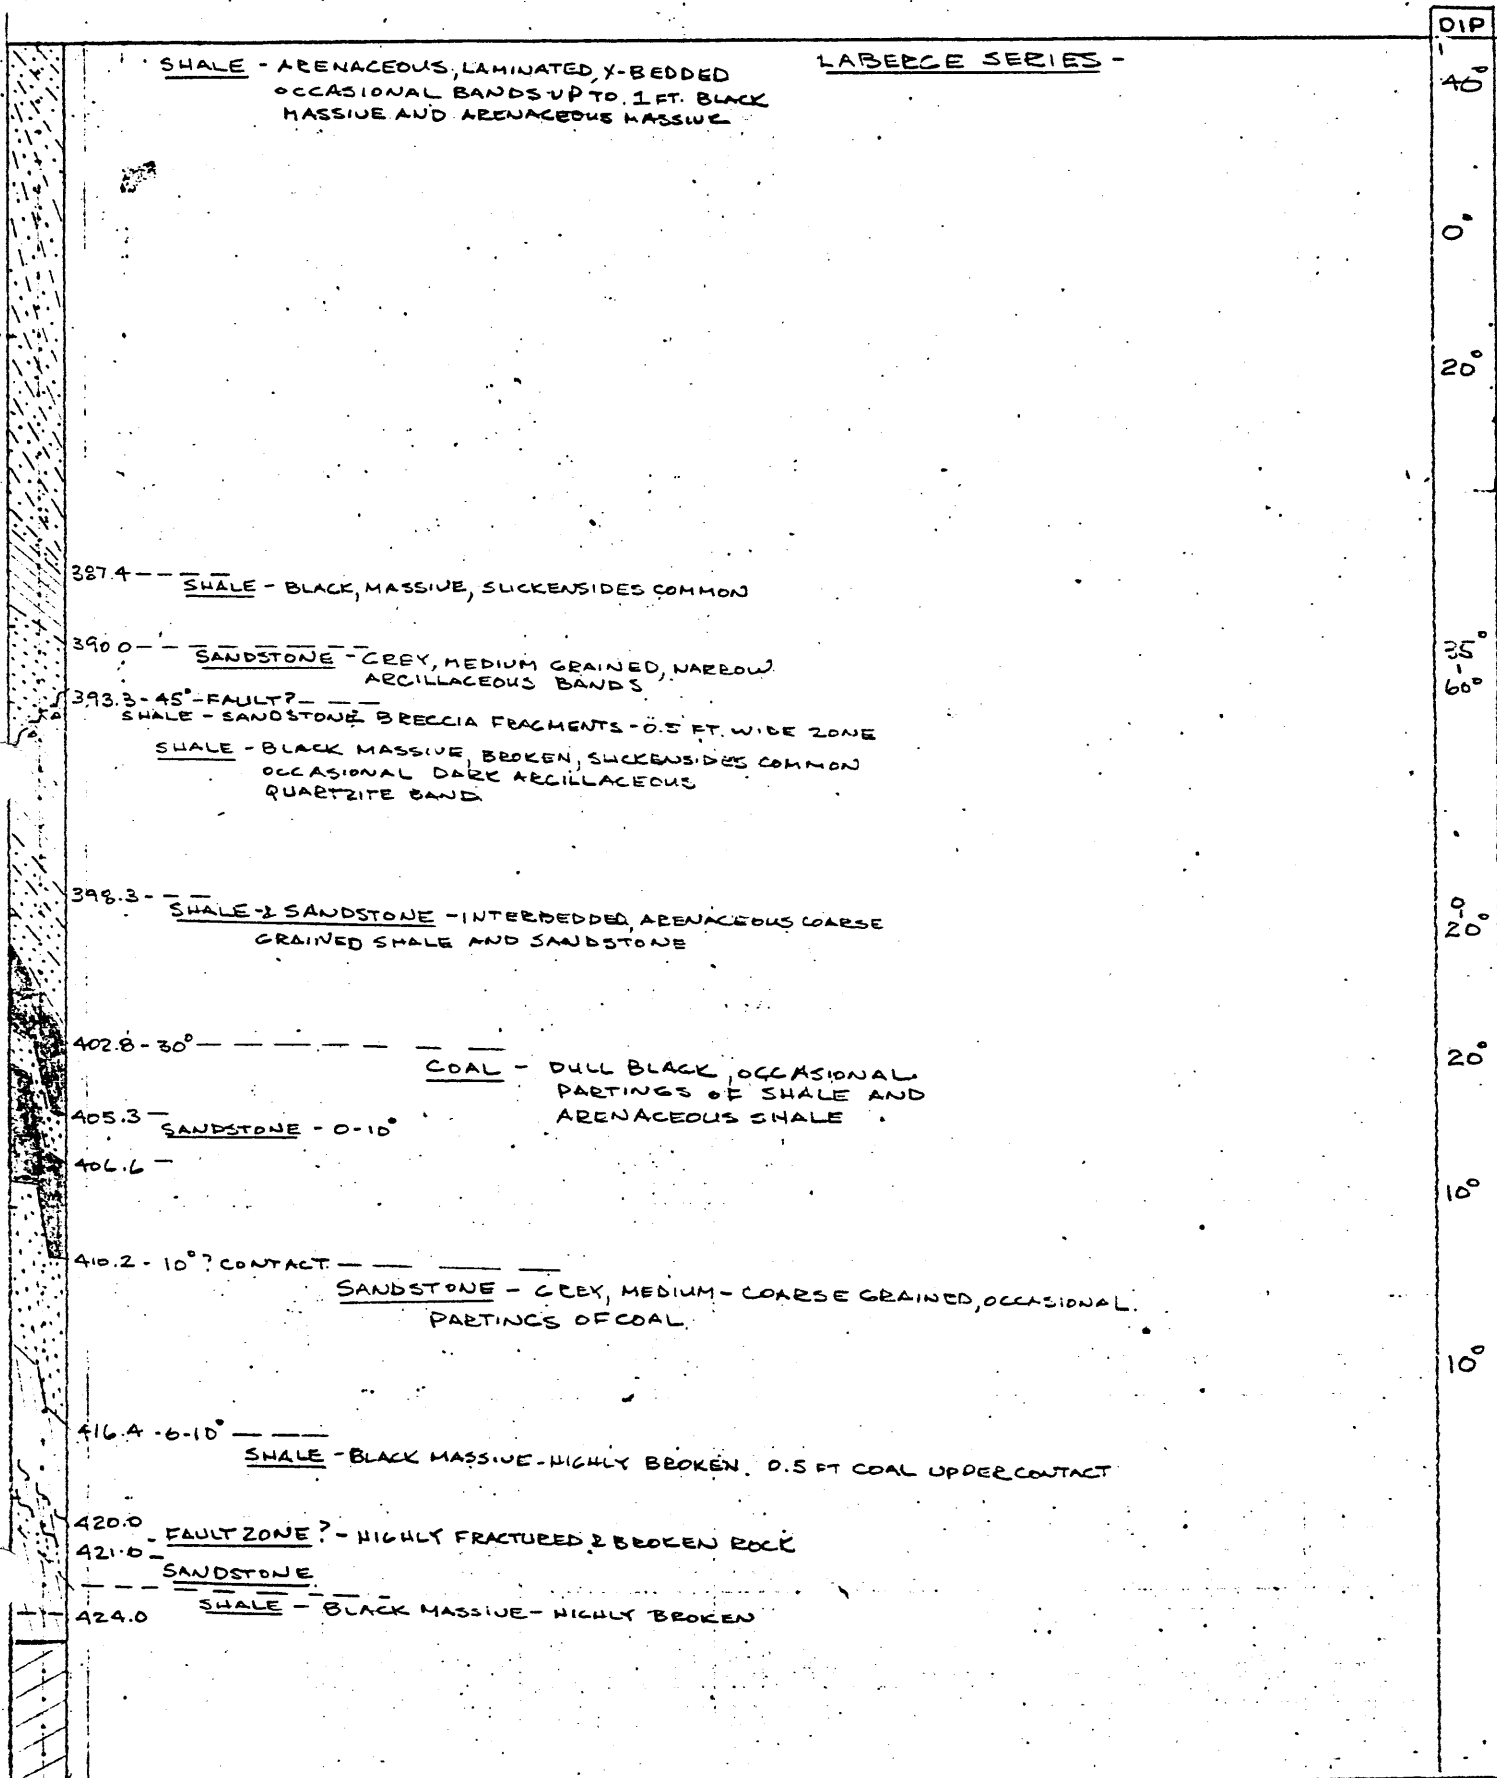 DIP
LABERGE SERIES -
SHALE - ARENACEOUS, LAMINATED, X-BEDDED
OCCASIONAL BANDS UP TO 1 FT. BLACK
MASSIVE AND ARENACEOUS MASSIVE
40°
0°
20°
387.4 - - SHALE - BLACK, MASSIVE, SLICKENSIDES COMMON
390.0 - - SANDSTONE - GREY, MEDIUM GRAINED, NARROW
ARGILLACEOUS BANDS
35°
-
60°
393.3 - 45° - FAULT? - - -
SHALE - SANDSTONE BRECCIA FRAGMENTS - 0.5 FT. WIDE ZONE
SHALE - BLACK MASSIVE, BROKEN, SLICKENSIDES COMMON
OCCASIONAL DARK ARGILLACEOUS
QUARTZITE BAND
398.3 - - -
SHALE & SANDSTONE - INTERBEDDED, ARENACEOUS COARSE
GRAINED SHALE AND SANDSTONE
0
-
20°
402.8 - 30° - - - - - - -
20°
COAL - DULL BLACK, OCCASIONAL
PARTINGS OF SHALE AND
ARENACEOUS SHALE
405.3 - SANDSTONE - 0-10°
406.6 -
10°
410.2 - 10°? CONTACT - - - -
SANDSTONE - GREY, MEDIUM - COARSE GRAINED, OCCASIONAL
PARTINGS OF COAL
10°
416.4 - 0-10° - - -
SHALE - BLACK MASSIVE - HIGHLY BROKEN. 0.5 FT COAL UPPER CONTACT
420.0 - FAULT ZONE? - HIGHLY FRACTURED & BROKEN ROCK
421.0 -
SANDSTONE
SHALE - BLACK MASSIVE - HIGHLY BROKEN
424.0